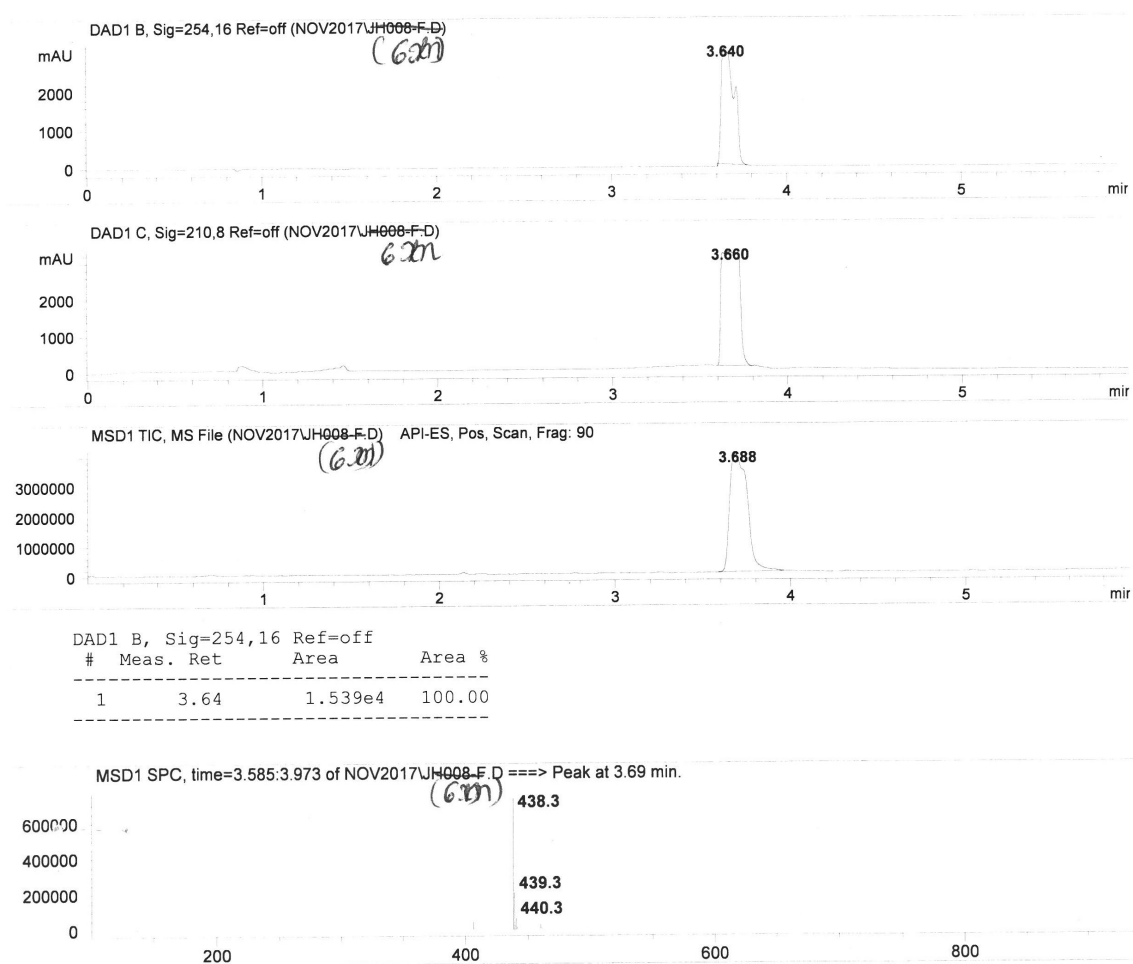 DAD1 B, Sig=254,16 Ref=off (NOV2017\JH008-F.D)
mAU
3.640
2000
1000
0
0 1 2 3 4 5 mir
DAD1 C, Sig=210,8 Ref=off (NOV2017\JH008-F.D)
mAU
3.660
2000
1000
0
0 1 2 3 4 5 mir
MSD1 TIC, MS File (NOV2017\JH008-F.D) API-ES, Pos, Scan, Frag: 90
3.688
3000000
2000000
1000000
0
1 2 3 4 5 mir
DAD1 B, Sig=254,16 Ref=off
# Meas. Ret Area Area %
1 3.64 1.539e4 100.00
MSD1 SPC, time=3.585:3.973 of NOV2017\JH008-F.D ===> Peak at 3.69 min.
438.3
600000
400000
439.3
200000
440.3
0
200 400 600 800